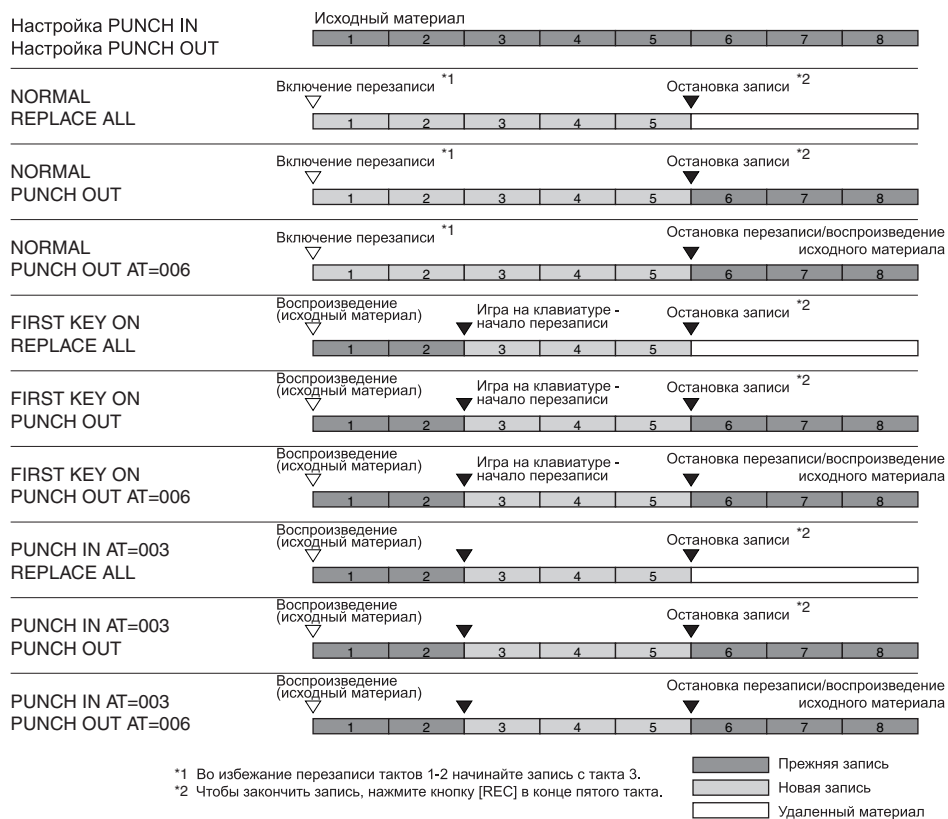 Настройка PUNCH IN
Настройка PUNCH OUT
Исходный материал
1 2 3 4 5 6 7 8
NORMAL
REPLACE ALL
Включение перезаписи *1
Остановка записи *2
1 2 3 4 5
NORMAL
PUNCH OUT
Включение перезаписи *1
Остановка записи *2
1 2 3 4 5 6 7 8
NORMAL
PUNCH OUT AT=006
Включение перезаписи *1
Остановка перезаписи/воспроизведение
исходного материала
1 2 3 4 5 6 7 8
FIRST KEY ON
REPLACE ALL
Воспроизведение
(исходный материал)
Игра на клавиатуре -
начало перезаписи
Остановка записи *2
1 2 3 4 5
FIRST KEY ON
PUNCH OUT
Воспроизведение
(исходный материал)
Игра на клавиатуре -
начало перезаписи
Остановка записи *2
1 2 3 4 5 6 7 8
FIRST KEY ON
PUNCH OUT AT=006
Воспроизведение
(исходный материал)
Игра на клавиатуре -
начало перезаписи
Остановка перезаписи/воспроизведение
исходного материала
1 2 3 4 5 6 7 8
PUNCH IN AT=003
REPLACE ALL
Воспроизведение
(исходный материал)
Остановка записи *2
1 2 3 4 5
PUNCH IN AT=003
PUNCH OUT
Воспроизведение
(исходный материал)
Остановка записи *2
1 2 3 4 5 6 7 8
PUNCH IN AT=003
PUNCH OUT AT=006
Воспроизведение
(исходный материал)
Остановка перезаписи/воспроизведение
исходного материала
1 2 3 4 5 6 7 8
*1 Во избежание перезаписи тактов 1-2 начинайте запись с такта 3.
*2 Чтобы закончить запись, нажмите кнопку [REC] в конце пятого такта.
Прежняя запись
Новая запись
Удаленный материал